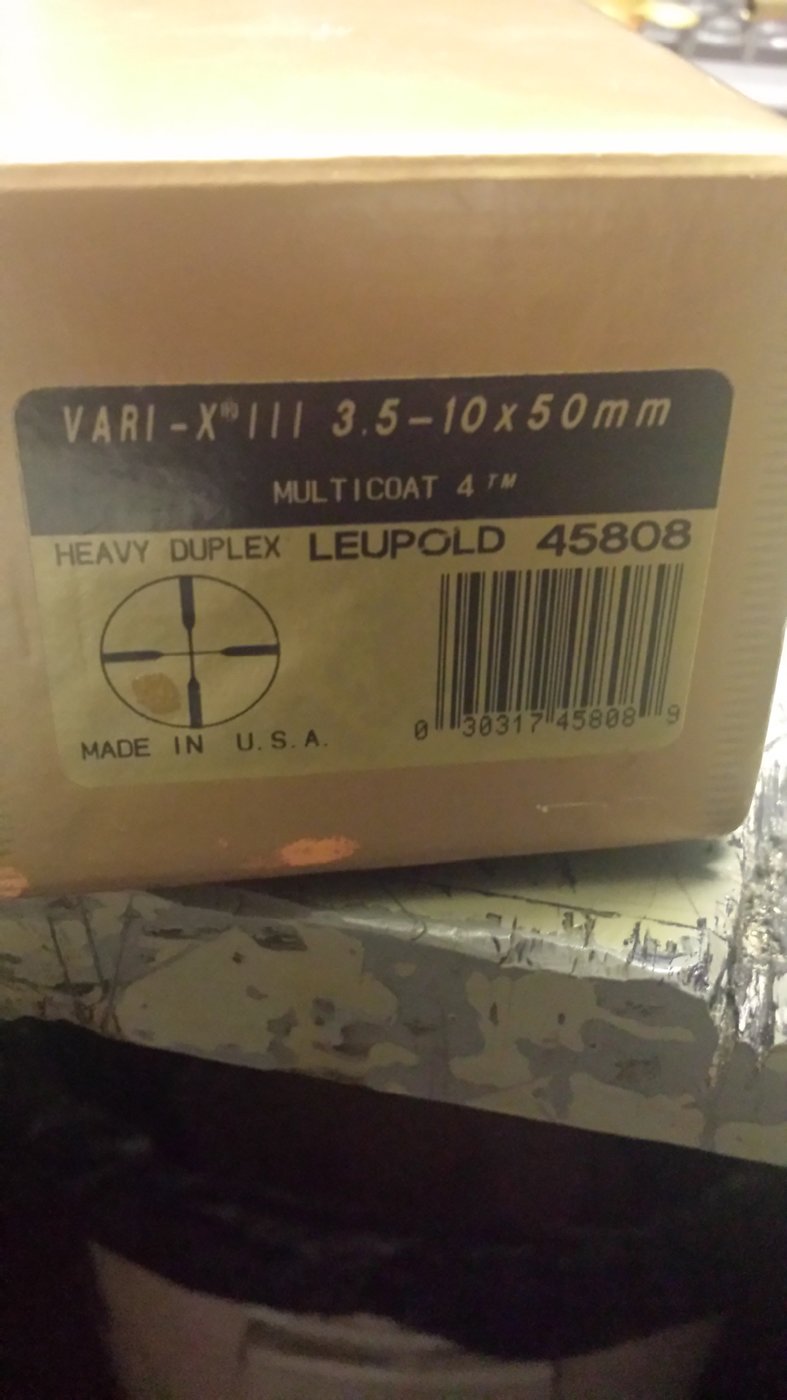 VARI-X® III 3.5-10x50mm
MULTICOAT 4™
HEAVY DUPLEX LEUPOLD 45808
0 30317 45808 9
MADE IN U.S.A.